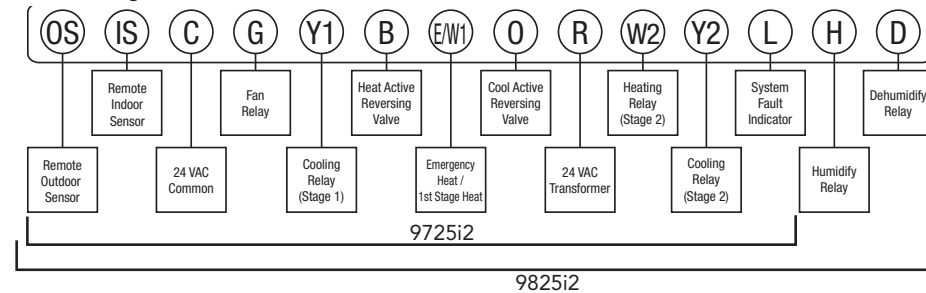 OS IS C G Y1 B E/W1 O R W2 Y2 L H D
Remote
Indoor
Sensor
Fan
Relay
Heat Active
Reversing
Valve
Cool Active
Reversing
Valve
Heating
Relay
(Stage 2)
System
Fault
Indicator
Dehumidify
Relay
Remote
Outdoor
Sensor
24 VAC
Common
Cooling
Relay
(Stage 1)
Emergency
Heat /
1st Stage Heat
24 VAC
Transformer
Cooling
Relay
(Stage 2)
Humidify
Relay
9725i2
9825i2